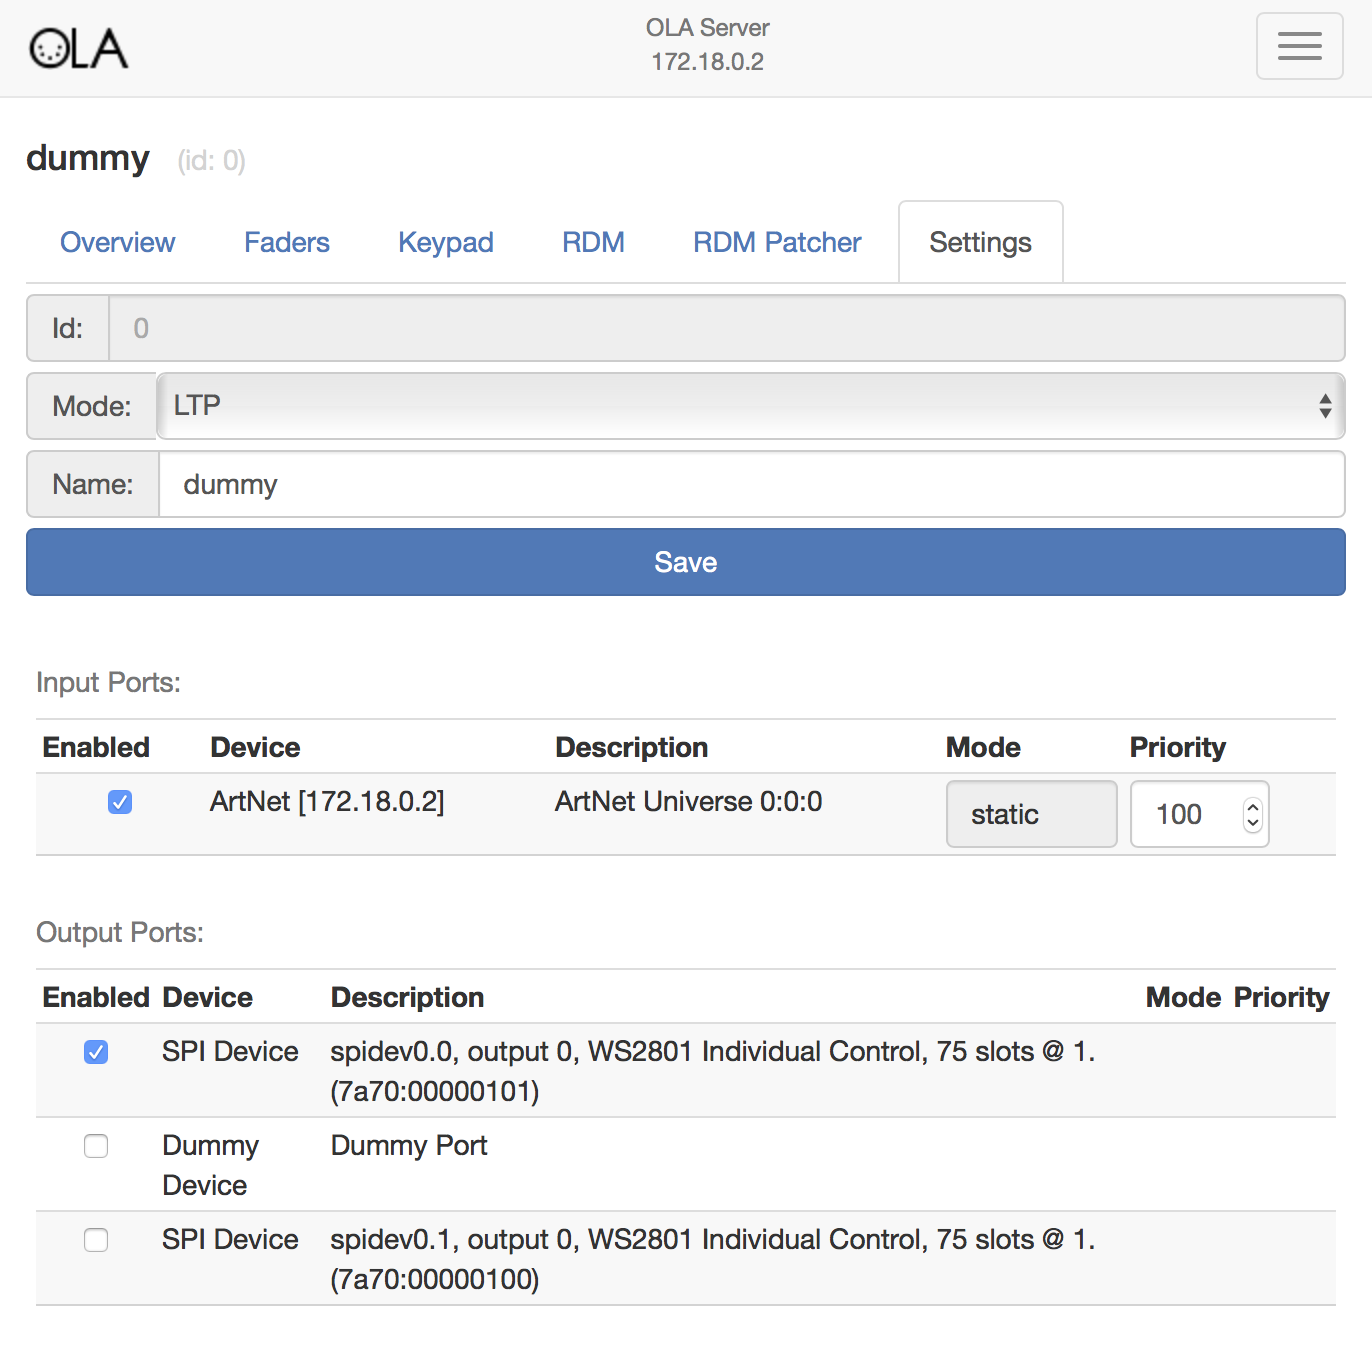 OLA
OLA Server
172.18.0.2
dummy (id: 0)
Overview Faders Keypad RDM RDM Patcher Settings
Id: 0
Mode: LTP
Name: dummy
Save
Input Ports:
Enabled Device Description Mode Priority
ArtNet [172.18.0.2] ArtNet Universe 0:0:0 static 100
Output Ports:
Enabled Device Description Mode Priority
SPI Device spidev0.0, output 0, WS2801 Individual Control, 75 slots @ 1.
(7a70:00000101)
Dummy Dummy Port
Device
SPI Device spidev0.1, output 0, WS2801 Individual Control, 75 slots @ 1.
(7a70:00000100)